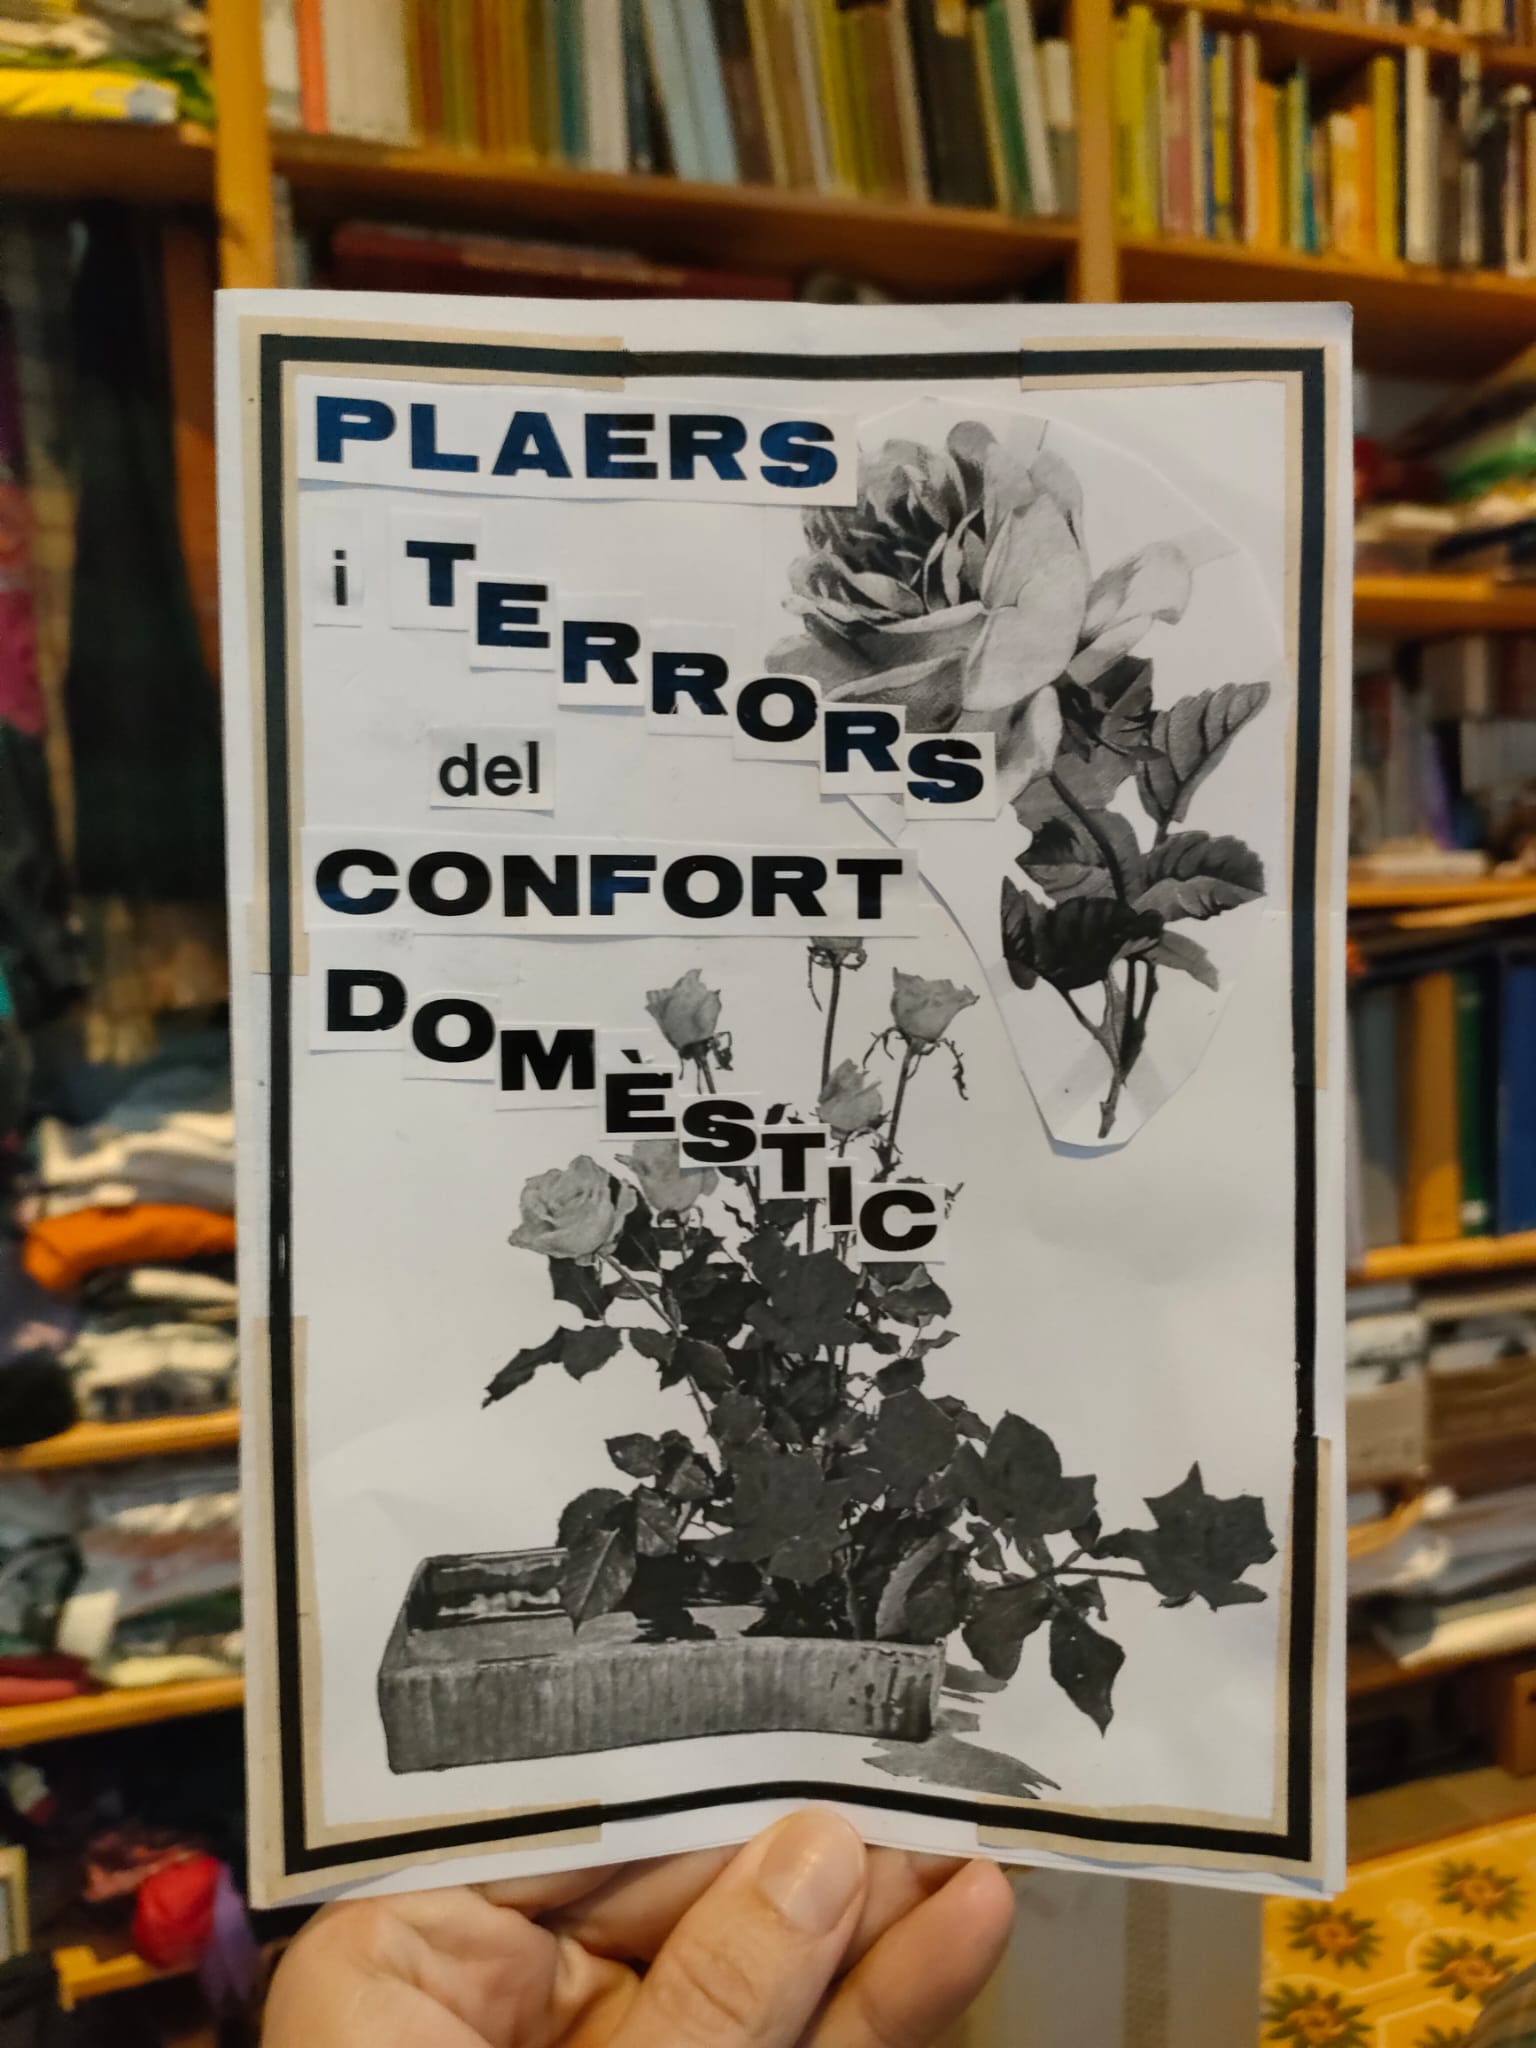 PLAERS
i TERRORS
del
CONFORT
DOMÈSTIC